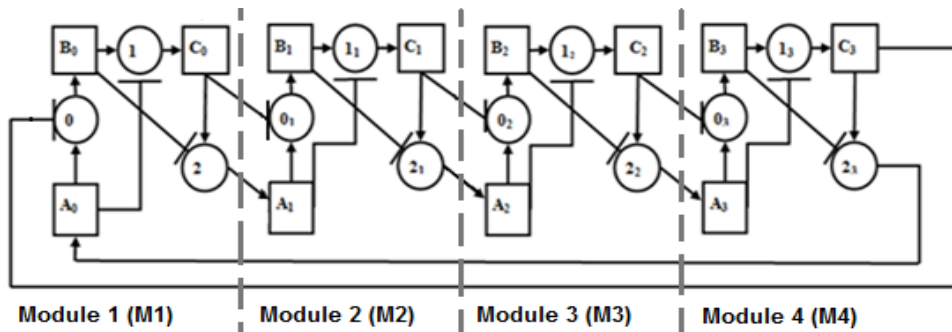 B₀ 1 C₀ B₁ 1₁ C₁ B₂ 1₂ C₂ B₃ 1₃ C₃
0 0₁ 0₂ 0₃
2 2₁ 2₂ 2₃
A₀ A₁ A₂ A₃
Module 1 (M1) Module 2 (M2) Module 3 (M3) Module 4 (M4)